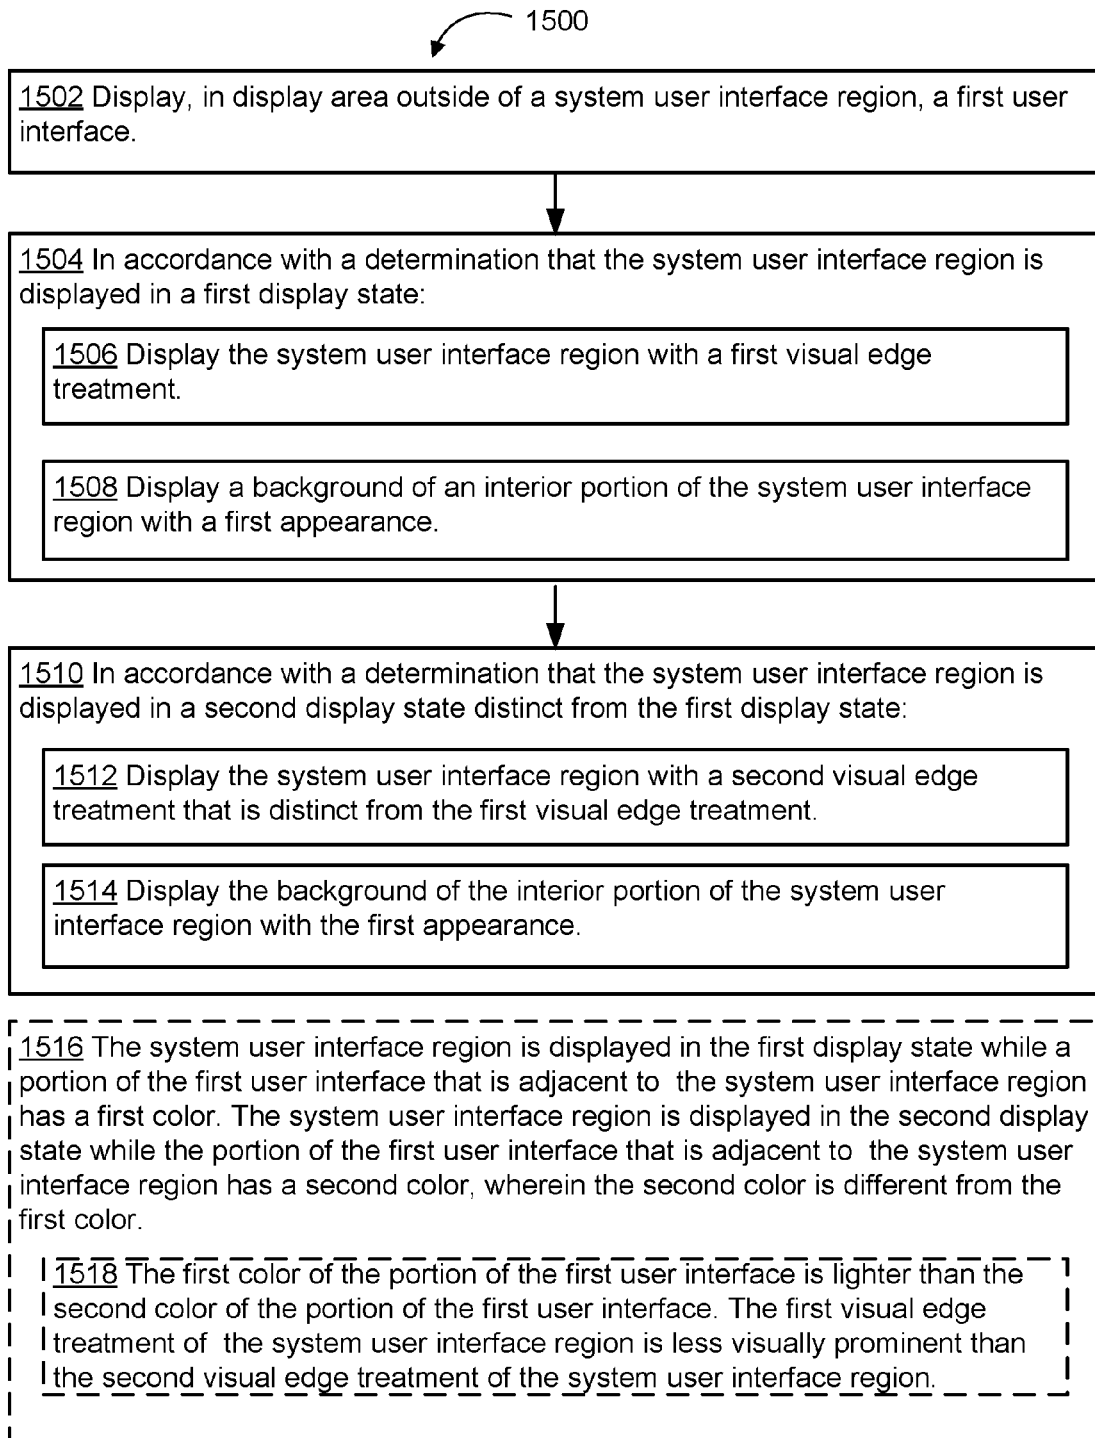 1500
1502 Display, in display area outside of a system user interface region, a first user
interface.
1504 In accordance with a determination that the system user interface region is
displayed in a first display state:
1506 Display the system user interface region with a first visual edge
treatment.
1508 Display a background of an interior portion of the system user interface
region with a first appearance.
1510 In accordance with a determination that the system user interface region is
displayed in a second display state distinct from the first display state:
1512 Display the system user interface region with a second visual edge
treatment that is distinct from the first visual edge treatment.
1514 Display the background of the interior portion of the system user
interface region with the first appearance.
1516 The system user interface region is displayed in the first display state while a
portion of the first user interface that is adjacent to the system user interface region
has a first color. The system user interface region is displayed in the second display
state while the portion of the first user interface that is adjacent to the system user
interface region has a second color, wherein the second color is different from the
first color.
1518 The first color of the portion of the first user interface is lighter than the
second color of the portion of the first user interface. The first visual edge
treatment of the system user interface region is less visually prominent than
the second visual edge treatment of the system user interface region.